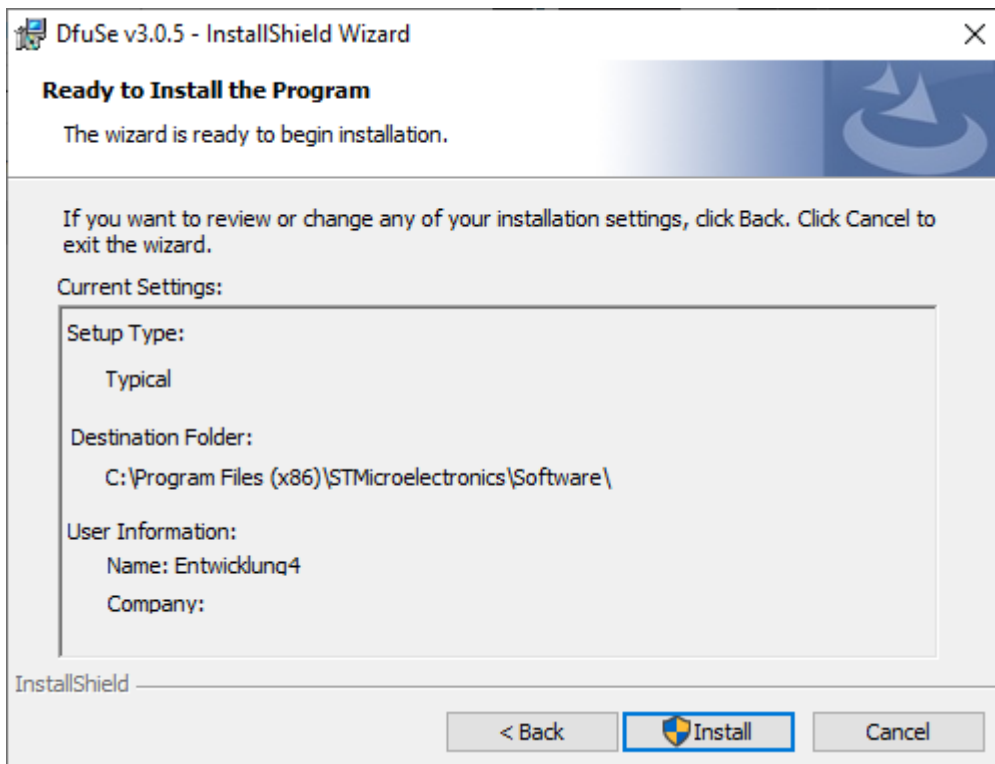 DfuSe v3.0.5 - InstallShield Wizard
Ready to Install the Program
The wizard is ready to begin installation.
If you want to review or change any of your installation settings, click Back. Click Cancel to
exit the wizard.
Current Settings:
Setup Type:
Typical
Destination Folder:
C:\Program Files (x86)\STMicroelectronics\Software\
User Information:
Name: Entwicklung4
Company:
InstallShield
< Back
Install
Cancel